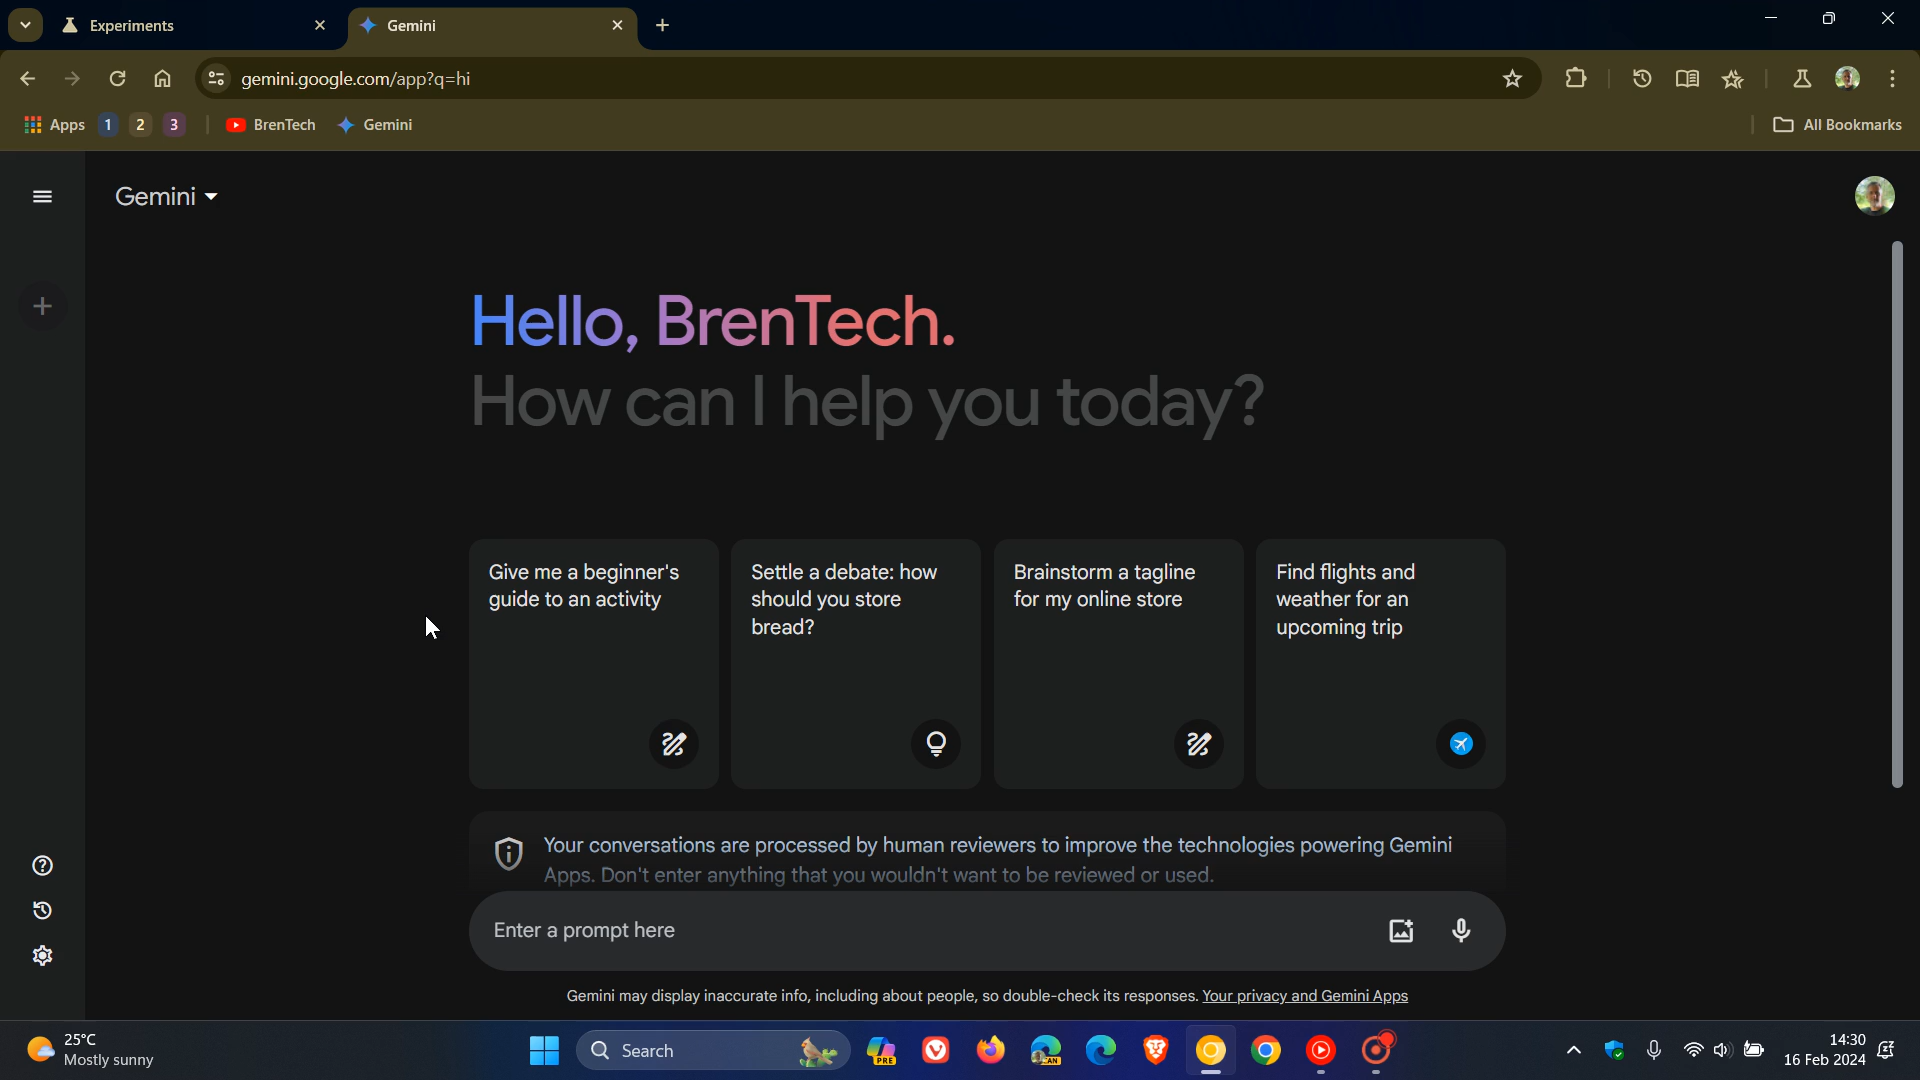 Experiments
Gemini
gemini.google.com/app?q=hi
Apps 1 2 3 BrenTech Gemini All Bookmarks
Gemini
Hello, BrenTech.
How can I help you today?
Give me a beginner's
guide to an activity
Settle a debate: how
should you store
bread?
Brainstorm a tagline
for my online store
Find flights and
weather for an
upcoming trip
Your conversations are processed by human reviewers to improve the technologies powering Gemini
Apps. Don't enter anything that you wouldn't want to be reviewed or used.
Enter a prompt here
Gemini may display inaccurate info, including about people, so double-check its responses. Your privacy and Gemini Apps
25°C
Mostly sunny
Search
PRE
CAN
14:30
16 Feb 2024